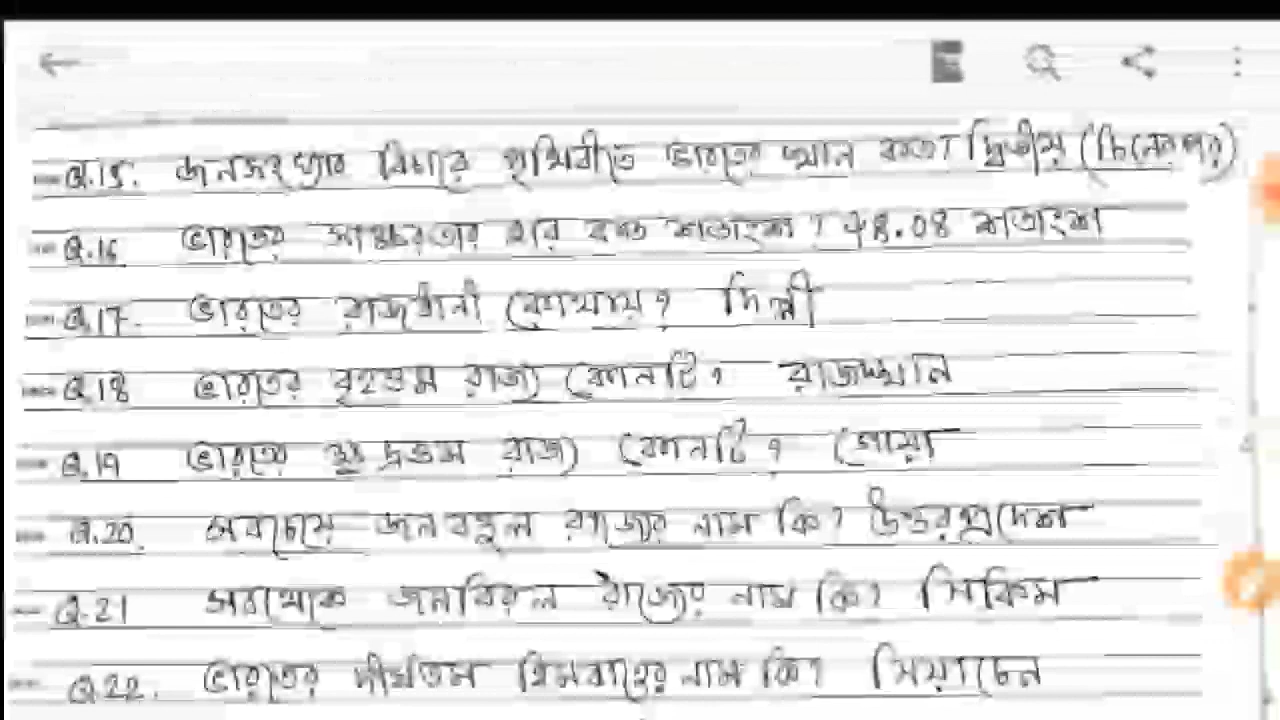 Q.15. জনসংখ্যার বিচারে পৃথিবীতে ভারতের স্থান কত? দ্বিতীয় (চিনের পর)
Q.16 ভারতের সাক্ষরতার হার কত শতাংশ? ৭৪.০৪ শতাংশ
Q.17. ভারতের রাজধানী কোথায়? দিল্লী
Q.18 ভারতের বৃহত্তম রাজ্য কোনটি? রাজস্থান
Q.19 ভারতের ক্ষুদ্রতম রাজ্য কোনটি? গোয়া
Q.20. সবচেয়ে জনবহুল রাজ্যের নাম কি? উত্তরপ্রদেশ
Q.21 সবথেকে জনবিরল রাজ্যের নাম কি? সিকিম
Q.22. ভারতের দীর্ঘতম হিমবাহের নাম কি? সিয়াচেন